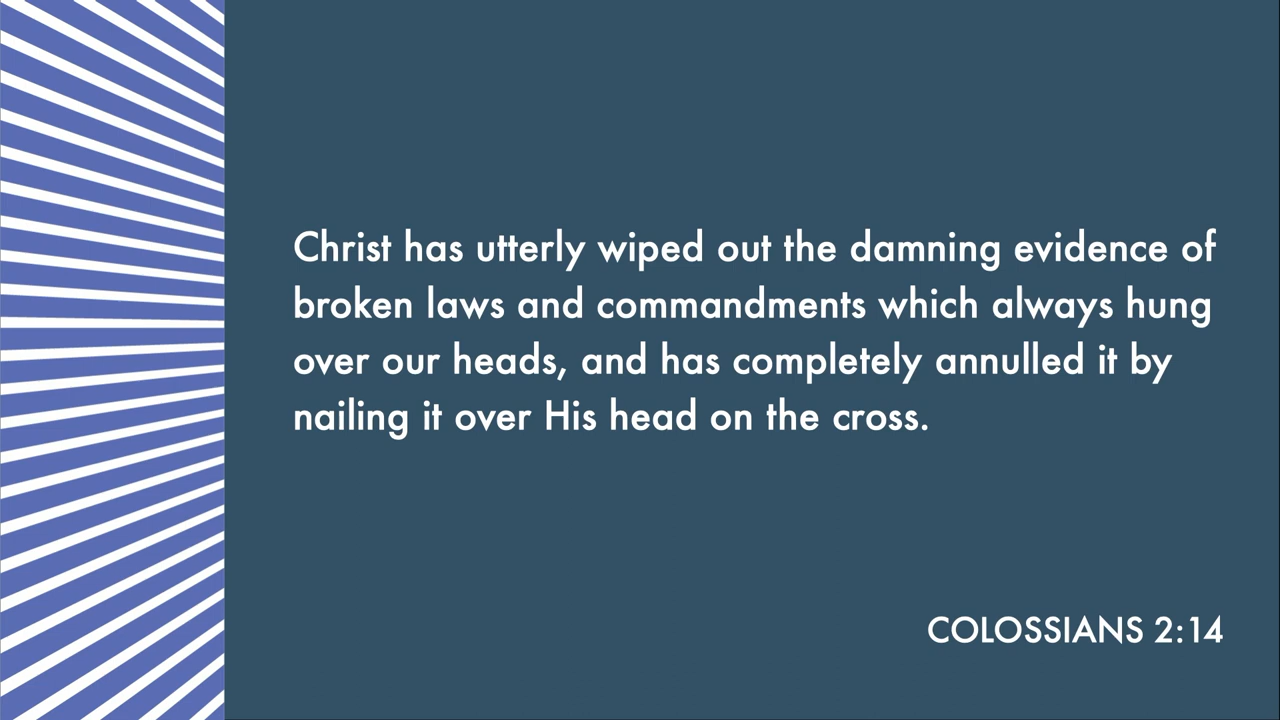 Christ has utterly wiped out the damning evidence of
broken laws and commandments which always hung
over our heads, and has completely annulled it by
nailing it over His head on the cross.
COLOSSIANS 2:14